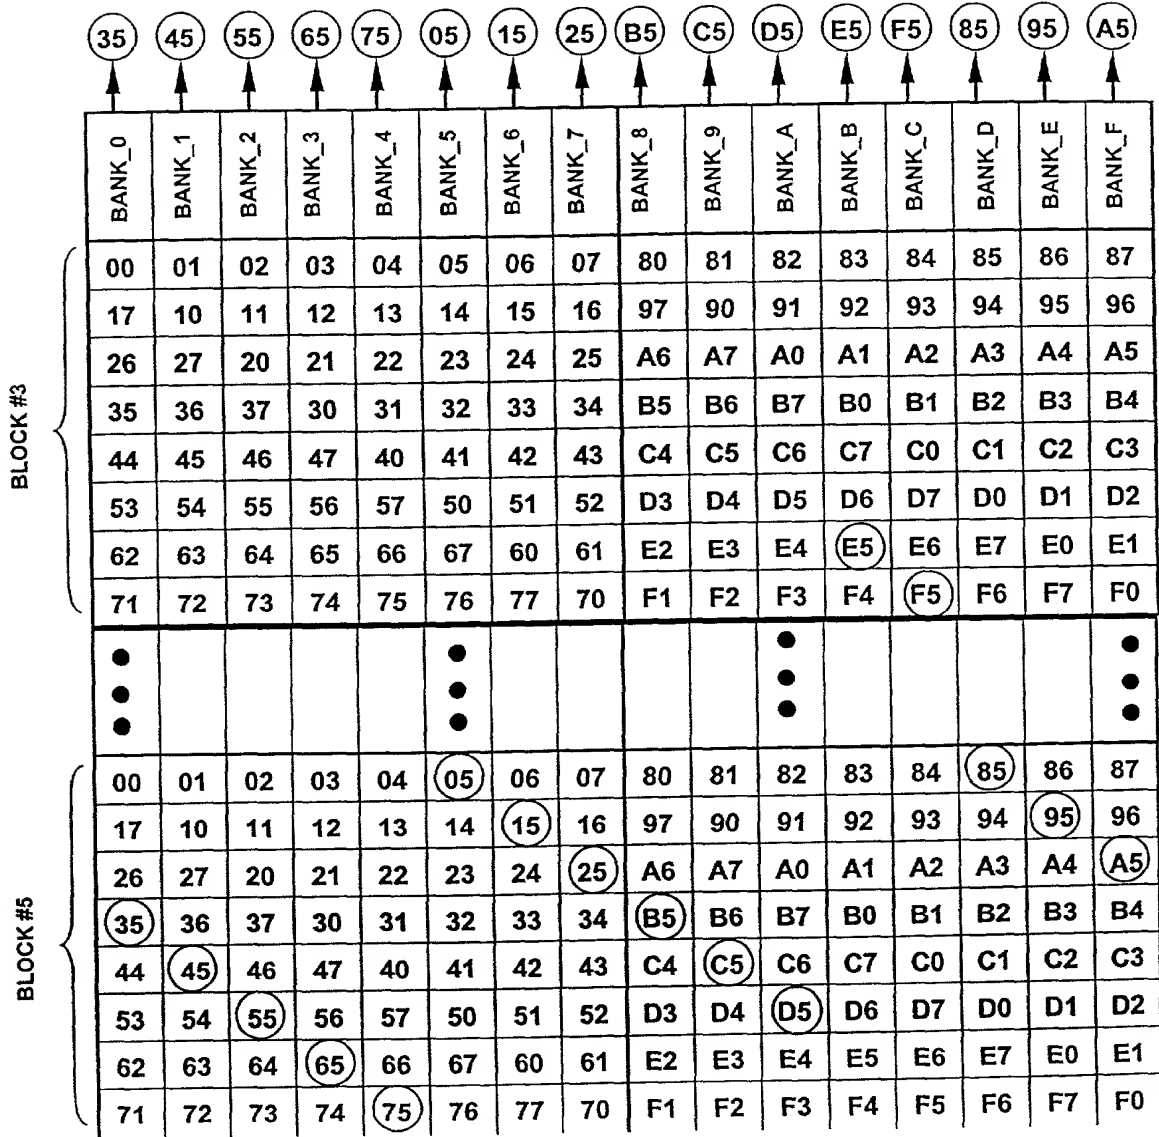 35 45 55 65 75 05 15 25 B5 C5 D5 E5 F5 85 95 A5
BANK_0 BANK_1 BANK_2 BANK_3 BANK_4 BANK_5 BANK_6 BANK_7 BANK_8 BANK_9 BANK_A BANK_B BANK_C BANK_D BANK_E BANK_F
BLOCK #3
00 01 02 03 04 05 06 07 80 81 82 83 84 85 86 87
17 10 11 12 13 14 15 16 97 90 91 92 93 94 95 96
26 27 20 21 22 23 24 25 A6 A7 A0 A1 A2 A3 A4 A5
35 36 37 30 31 32 33 34 B5 B6 B7 B0 B1 B2 B3 B4
44 45 46 47 40 41 42 43 C4 C5 C6 C7 C0 C1 C2 C3
53 54 55 56 57 50 51 52 D3 D4 D5 D6 D7 D0 D1 D2
62 63 64 65 66 67 60 61 E2 E3 E4 E5 E6 E7 E0 E1
71 72 73 74 75 76 77 70 F1 F2 F3 F4 F5 F6 F7 F0
BLOCK #5
00 01 02 03 04 05 06 07 80 81 82 83 84 85 86 87
17 10 11 12 13 14 15 16 97 90 91 92 93 94 95 96
26 27 20 21 22 23 24 25 A6 A7 A0 A1 A2 A3 A4 A5
35 36 37 30 31 32 33 34 B5 B6 B7 B0 B1 B2 B3 B4
44 45 46 47 40 41 42 43 C4 C5 C6 C7 C0 C1 C2 C3
53 54 55 56 57 50 51 52 D3 D4 D5 D6 D7 D0 D1 D2
62 63 64 65 66 67 60 61 E2 E3 E4 E5 E6 E7 E0 E1
71 72 73 74 75 76 77 70 F1 F2 F3 F4 F5 F6 F7 F0